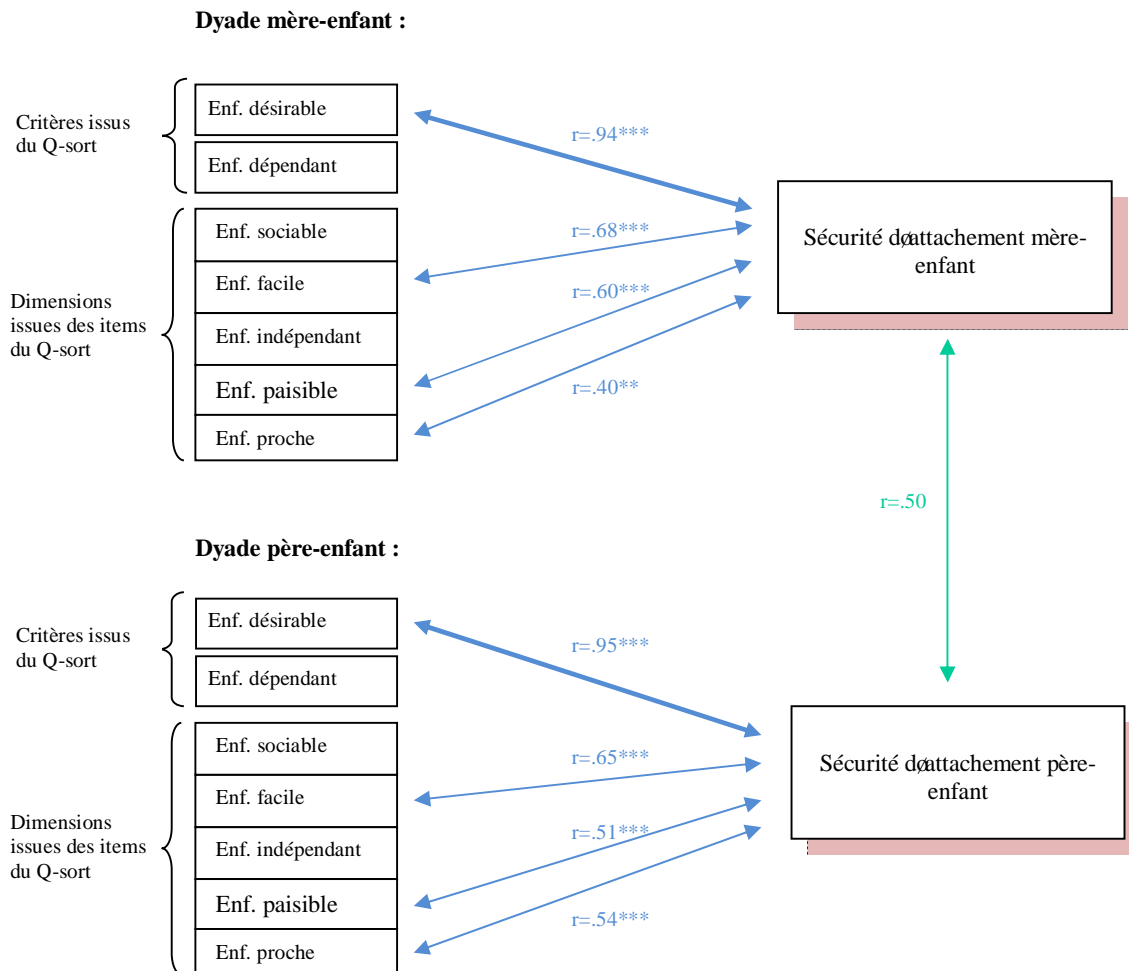 Dyade mère-enfant :
Critères issus
du Q-sort
Enf. désirable
Enf. dépendant
Dimensions
issues des items
du Q-sort
Enf. sociable
Enf. facile
Enf. indépendant
Enf. paisible
Enf. proche
r=.94***
r=.68***
r=.60***
r=.40**
Sécurité døattachement mère-
enfant
r=.50
Dyade père-enfant :
Critères issus
du Q-sort
Enf. désirable
Enf. dépendant
Dimensions
issues des items
du Q-sort
Enf. sociable
Enf. facile
Enf. indépendant
Enf. paisible
Enf. proche
r=.95***
r=.65***
r=.51***
r=.54***
Sécurité døattachement père-
enfant